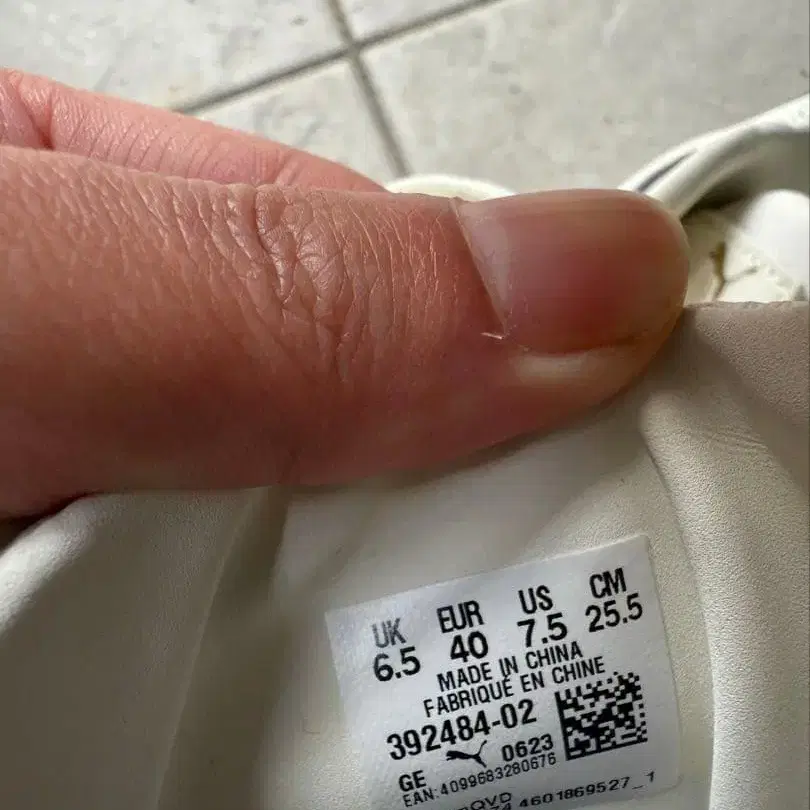 UK EUR US CM
6.5 40 7.5 25.5
MADE IN CHINA
FABRIQUÉ EN CHINE
392484-02
GE 0623
EAN:4099683280676
4601869527_1